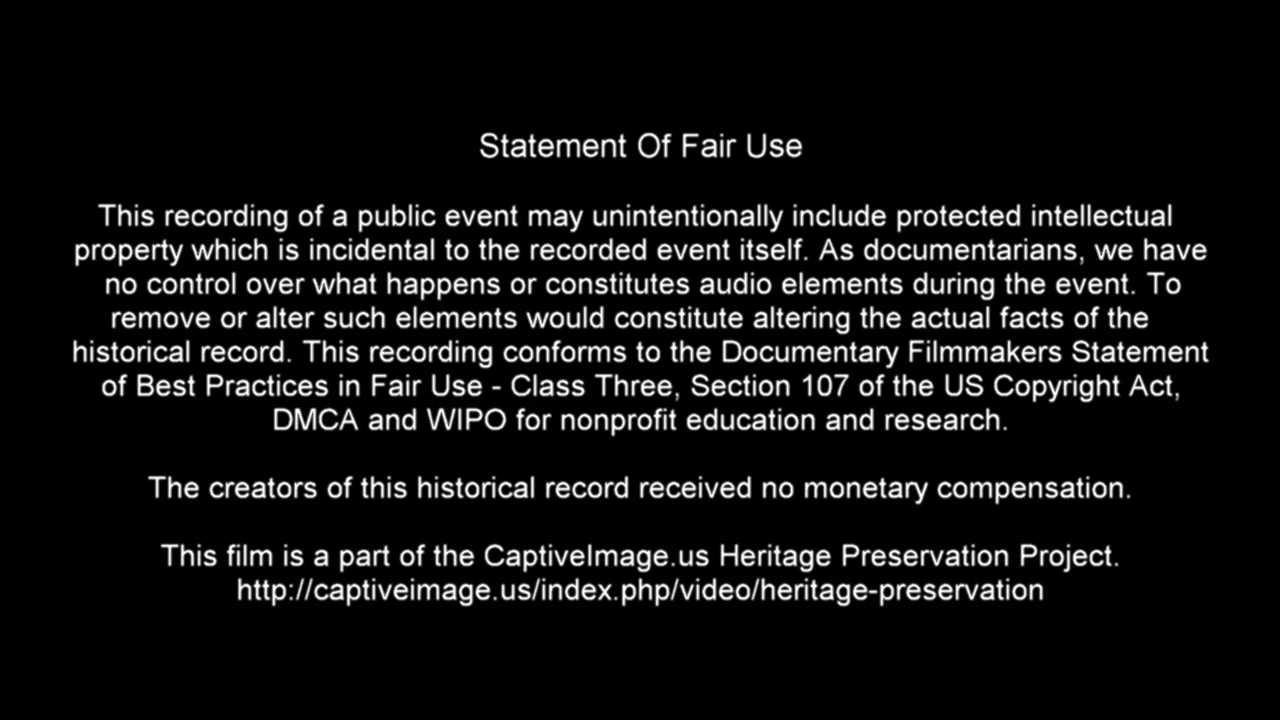 Statement Of Fair Use
This recording of a public event may unintentionally include protected intellectual
property which is incidental to the recorded event itself. As documentarians, we have
no control over what happens or constitutes audio elements during the event. To
remove or alter such elements would constitute altering the actual facts of the
historical record. This recording conforms to the Documentary Filmmakers Statement
of Best Practices in Fair Use - Class Three, Section 107 of the US Copyright Act,
DMCA and WIPO for nonprofit education and research.
The creators of this historical record received no monetary compensation.
This film is a part of the CaptiveImage.us Heritage Preservation Project.
http://captiveimage.us/index.php/video/heritage-preservation